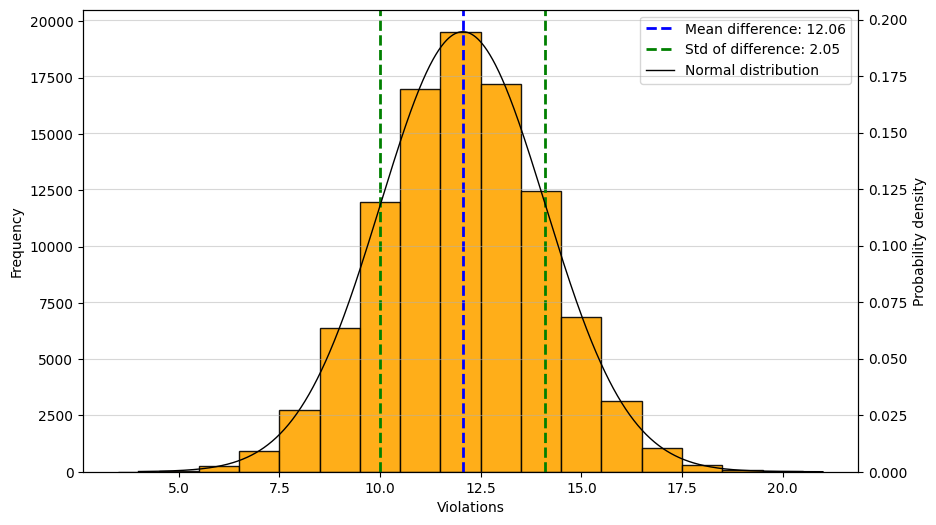 Mean difference: 12.06
Std of difference: 2.05
Normal distribution
Frequency
20000
17500
15000
12500
10000
7500
5000
2500
0
0.200
0.175
0.150
0.125
0.100
0.075
0.050
0.025
0.000
Probability density
5.0 7.5 10.0 12.5 15.0 17.5 20.0
Violations